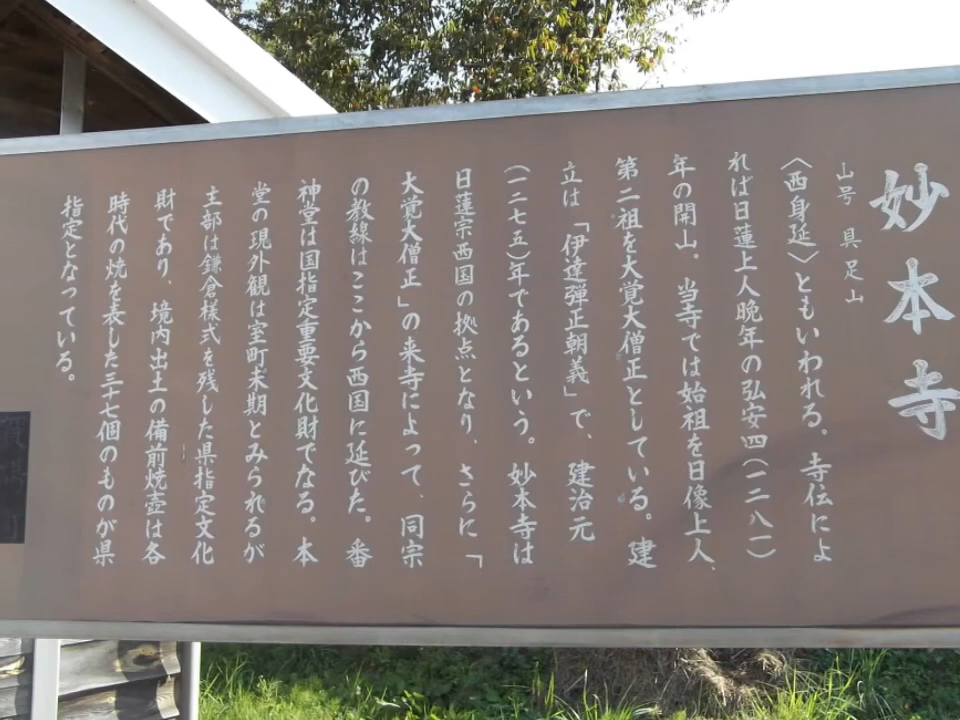 妙本寺
山号 具足山
〈西身延〉ともいわれる。寺伝によ
れば日蓮上人晩年の弘安四(一二八一)
年の開山。当寺では始祖を日像上人、
第二祖を大覚大僧正としている。建
立は「伊達弾正朝義」で、建治元
(一二七五)年であるという。妙本寺は
日蓮宗西国の拠点となり、さらに「
大覚大僧正」の来寺によって、同宗
の教線はここから西国に延びた。番
神堂は国指定重要文化財でなる。本
堂の現外観は室町末期とみられるが
主部は鎌倉様式を残した県指定文化
財であり、境内出土の備前焼壺は各
時代の焼を表した三十七個のものが県
指定となっている。